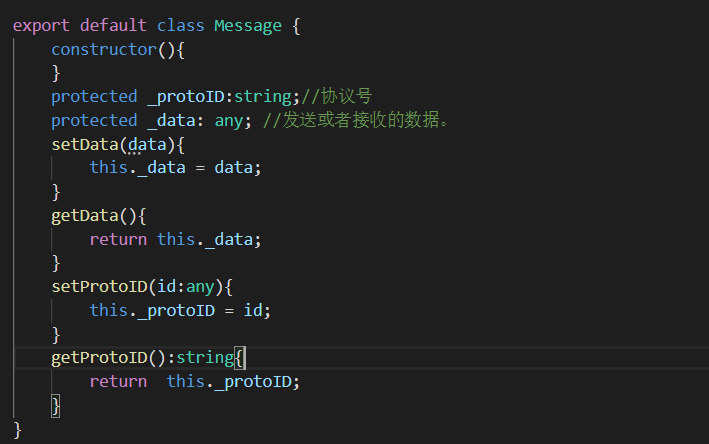 export default class Message {
    constructor(){
    }
    protected _protoID:string;//协议号
    protected _data: any; //发送或者接收的数据。
    setData(data){
        this._data = data;
    }
    getData(){
        return this._data;
    }
    setProtoID(id:any){
        this._protoID = id;
    }
    getProtoID():string{
        return  this._protoID;
    }
}